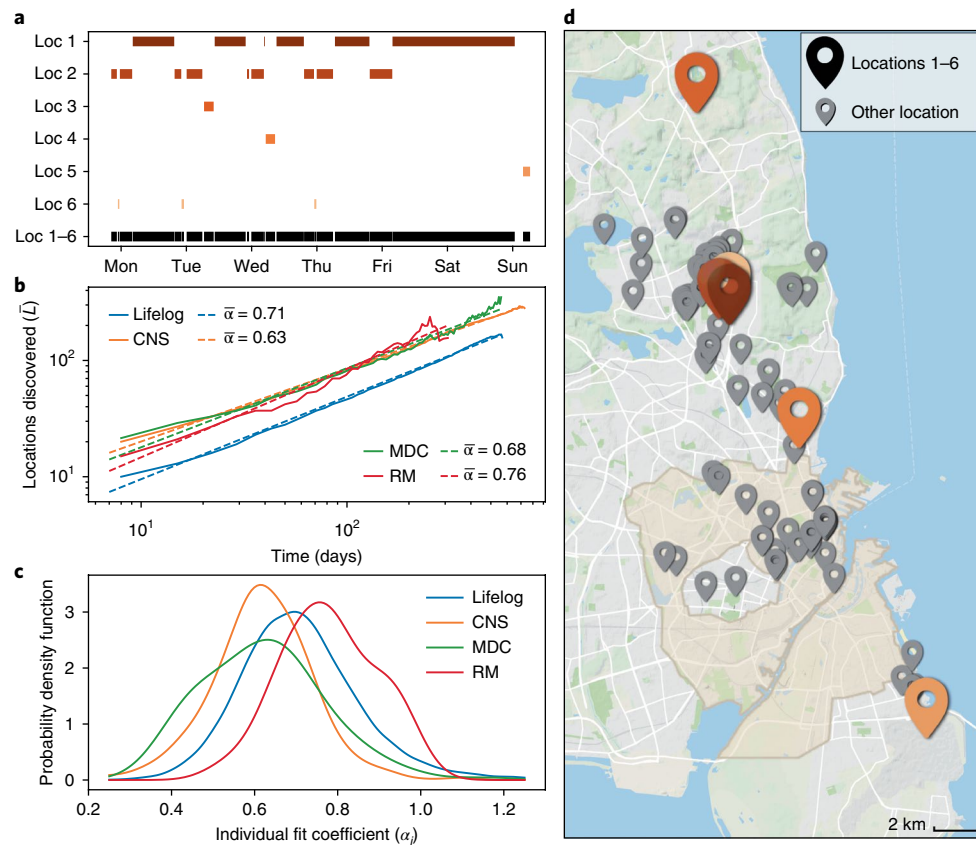 a
Loc 1
Loc 2
Loc 3
Loc 4
Loc 5
Loc 6
Loc 1–6
Mon Tue Wed Thu Fri Sat Sun
b
Locations discovered (L̄)
10²
10¹
Lifelog ᾱ = 0.71
CNS ᾱ = 0.63
MDC ᾱ = 0.68
RM ᾱ = 0.76
10¹ 10²
Time (days)
c
Probability density function
3
2
1
0
Lifelog
CNS
MDC
RM
0.2 0.4 0.6 0.8 1.0 1.2
Individual fit coefficient (αᵢ)
d
Locations 1–6
Other location
2 km